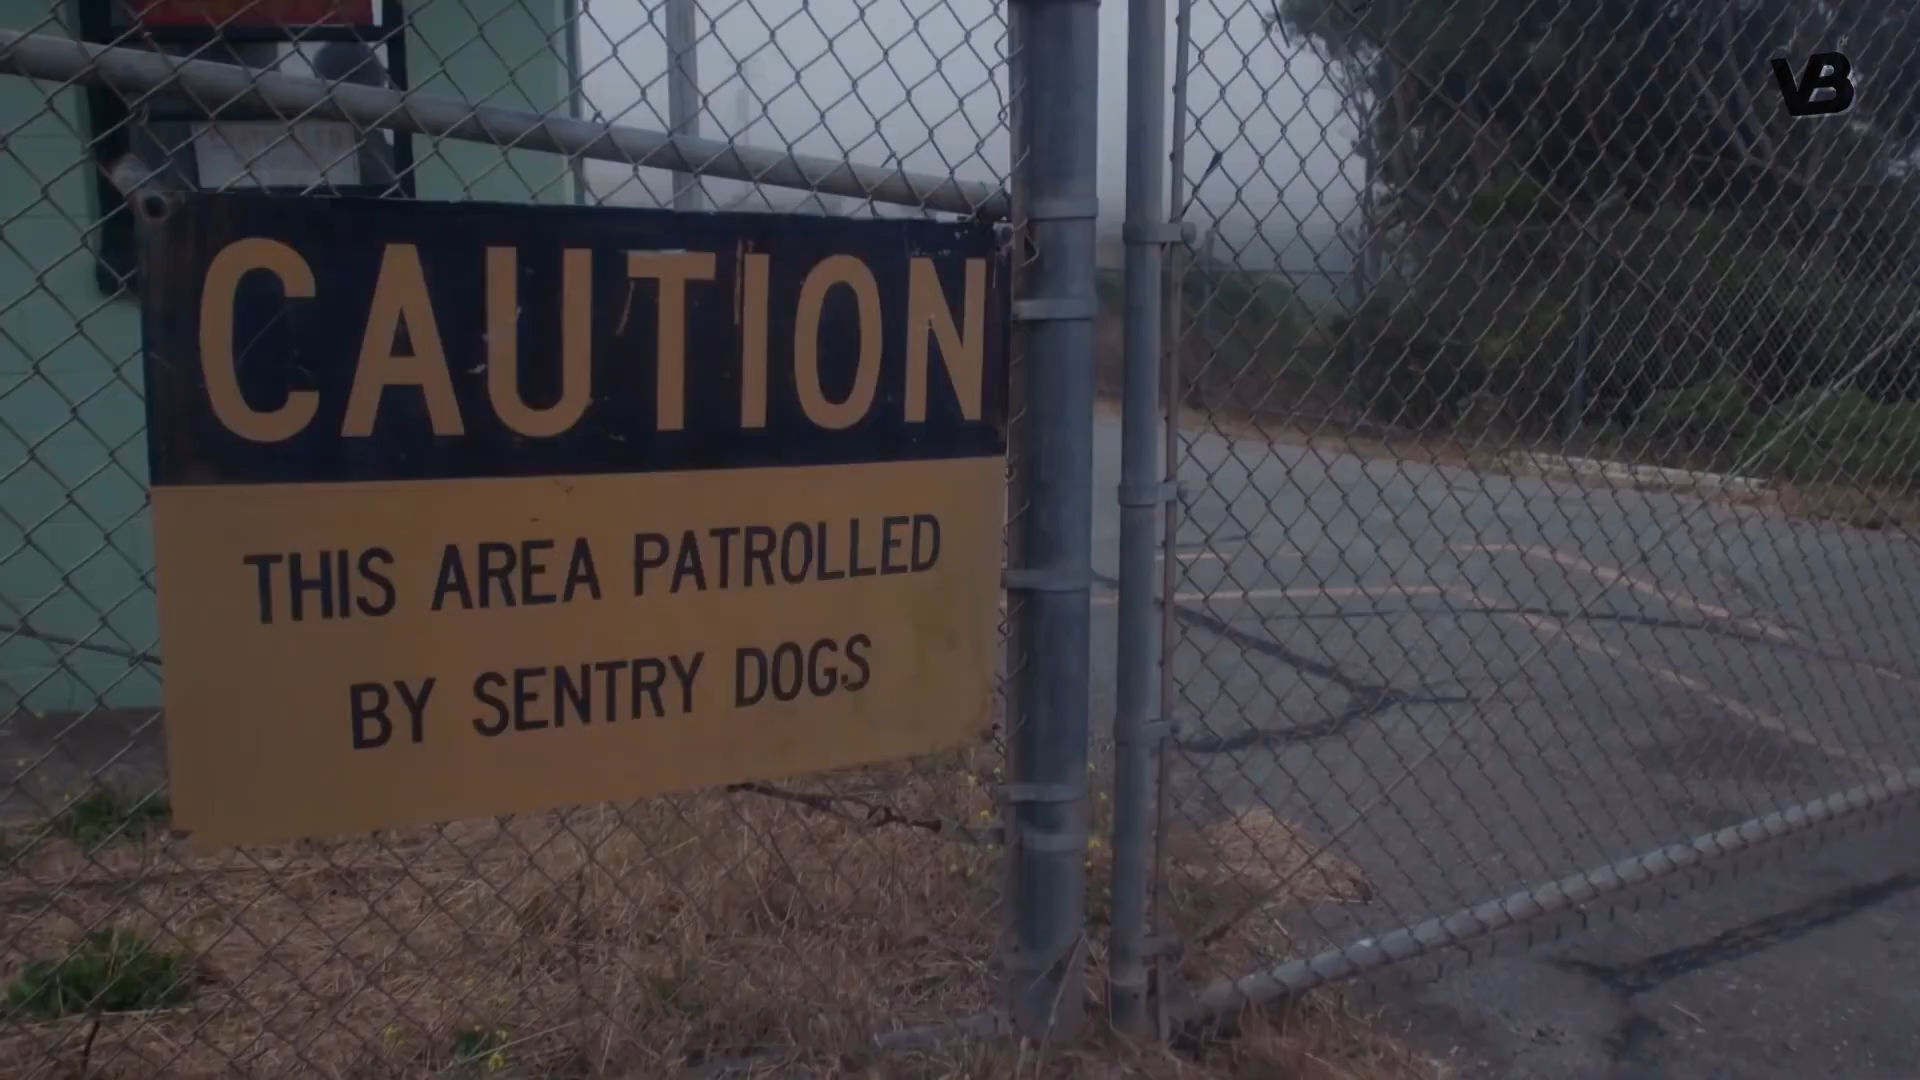 VB
CAUTION
THIS AREA PATROLLED
BY SENTRY DOGS